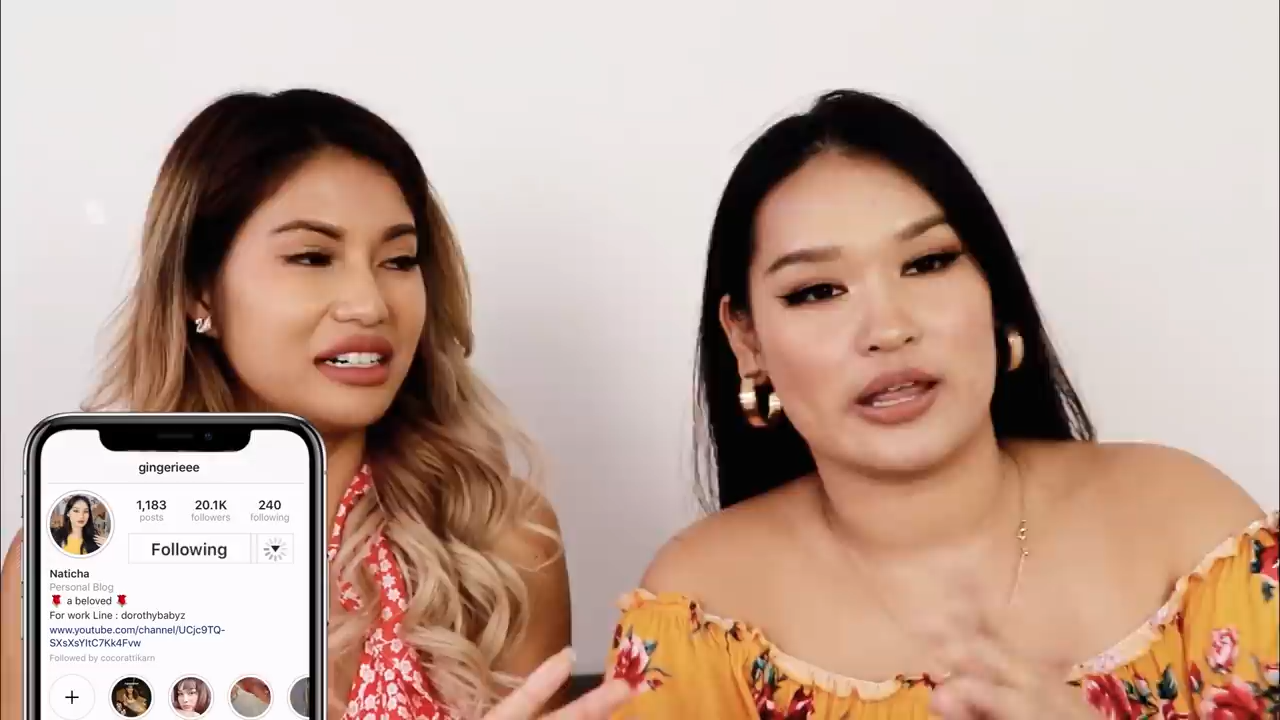 gingerieee
1,183 20.1K 240
posts followers following
Following
Naticha
Personal Blog
🌹 a beloved 🌹
For work Line : dorothybabyz
www.youtube.com/channel/UCjc9TQ-
SXsXsYItC7Kk4Fvw
Followed by cocorattikarn